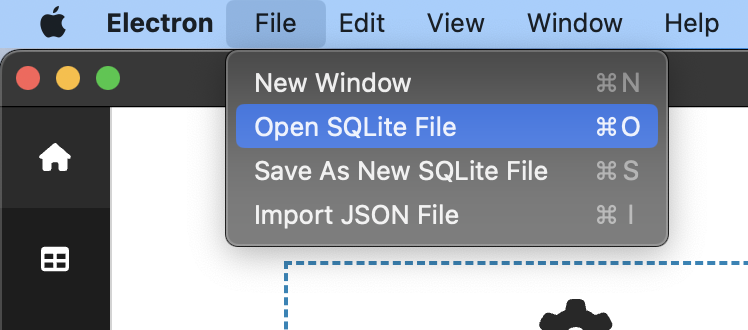 Electron File Edit View Window Help
New Window ⌘N
Open SQLite File ⌘O
Save As New SQLite File ⌘S
Import JSON File ⌘I